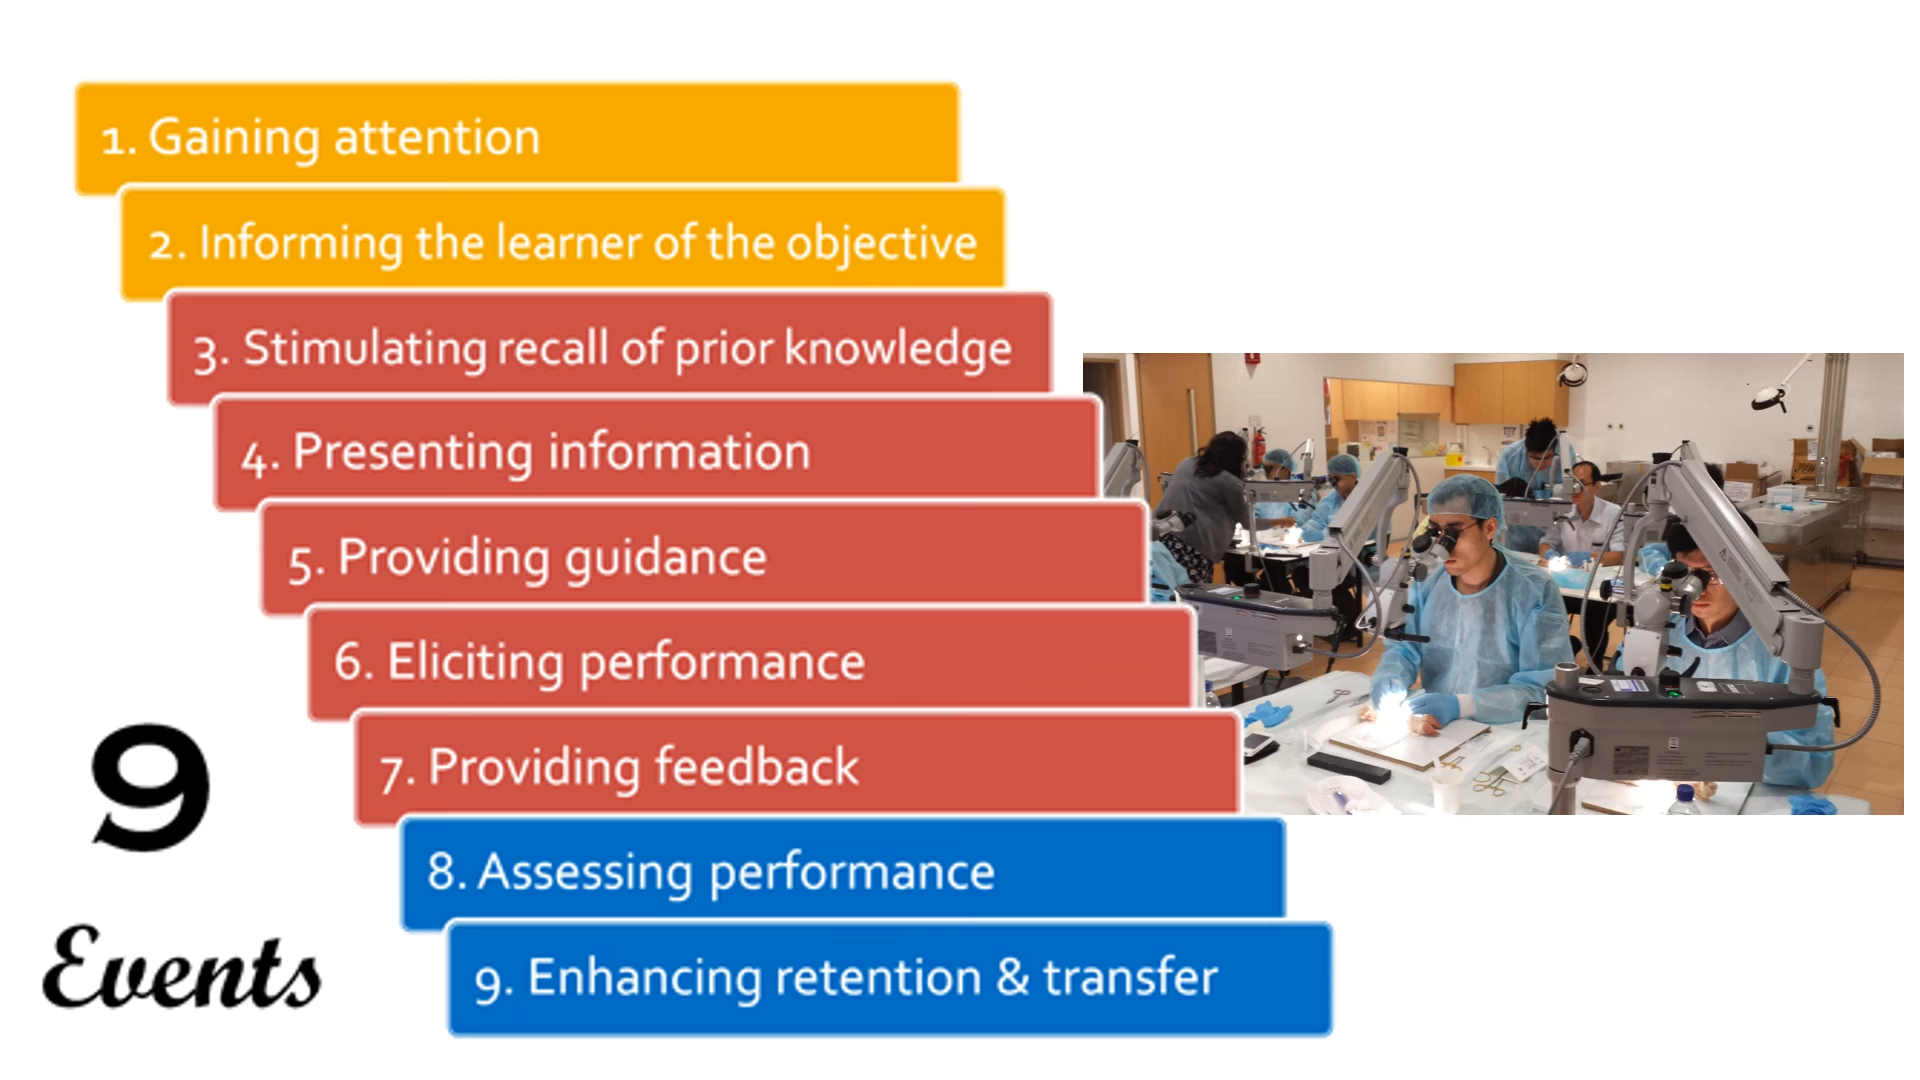 1. Gaining attention
2. Informing the learner of the objective
3. Stimulating recall of prior knowledge
4. Presenting information
5. Providing guidance
6. Eliciting performance
7. Providing feedback
8. Assessing performance
9. Enhancing retention & transfer
9
Events